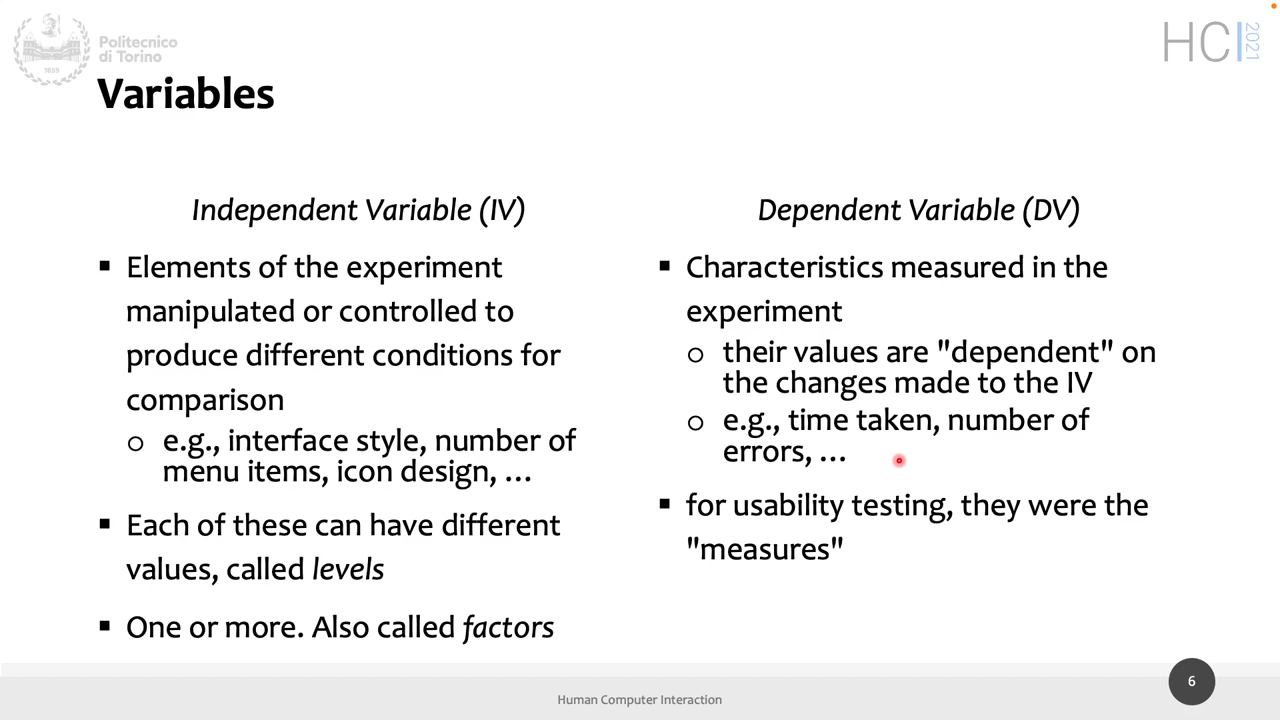 Politecnico
di Torino
1859
HCI 2021
Variables
Independent Variable (IV)
▪ Elements of the experiment
manipulated or controlled to
produce different conditions for
comparison
o e.g., interface style, number of
menu items, icon design, …
▪ Each of these can have different
values, called levels
▪ One or more. Also called factors
Dependent Variable (DV)
▪ Characteristics measured in the
experiment
o their values are "dependent" on
the changes made to the IV
o e.g., time taken, number of
errors, …
▪ for usability testing, they were the
"measures"
Human Computer Interaction
6